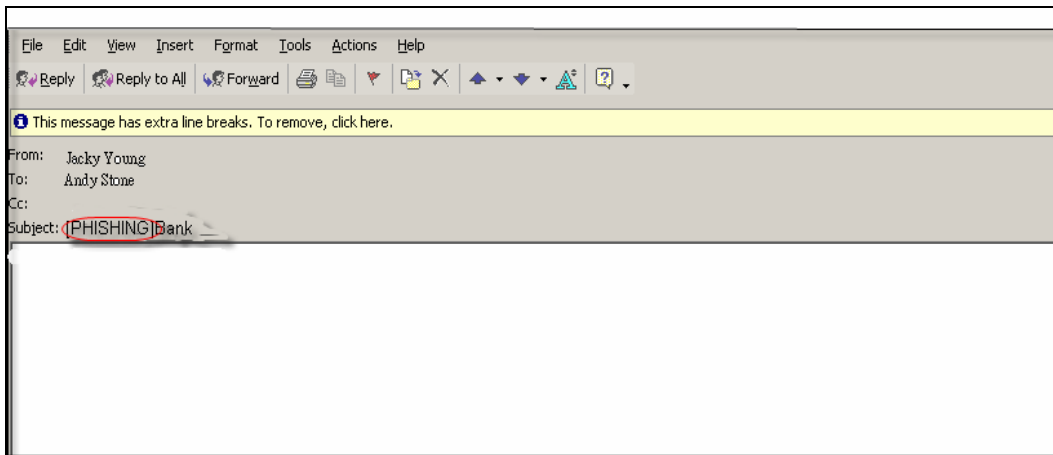 File Edit View Insert Format Tools Actions Help
Reply Reply to All Forward
This message has extra line breaks. To remove, click here.
From: Jacky Young
To: Andy Stone
Cc:
Subject: [PHISHING]Bank